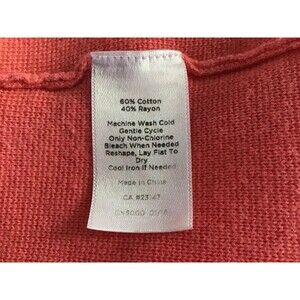 60% Cotton
40% Rayon
Machine Wash Cold
Gentle Cycle
Only Non-Chlorine
Bleach When Needed
Reshape, Lay Flat To
Dry
Cool Iron If Needed
Made In China
CA #23147